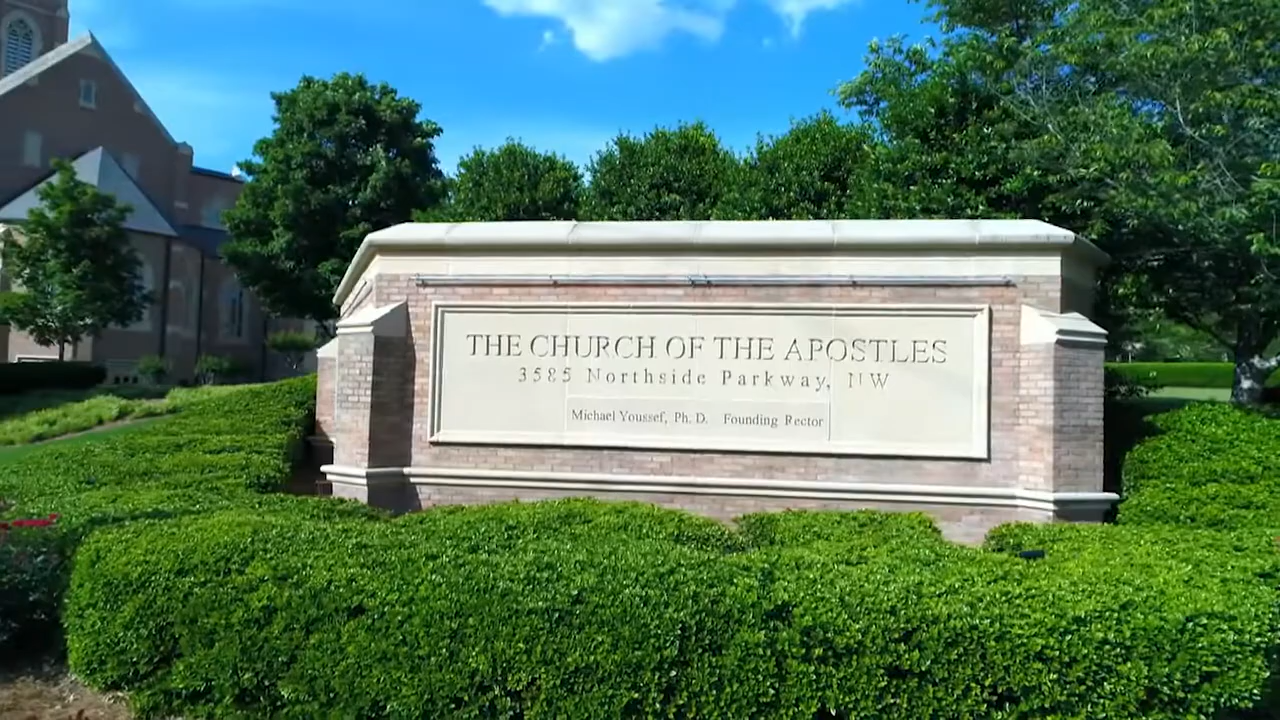 THE CHURCH OF THE APOSTLES
3585 Northside Parkway, NW
Michael Youssef, Ph. D. Founding Rector